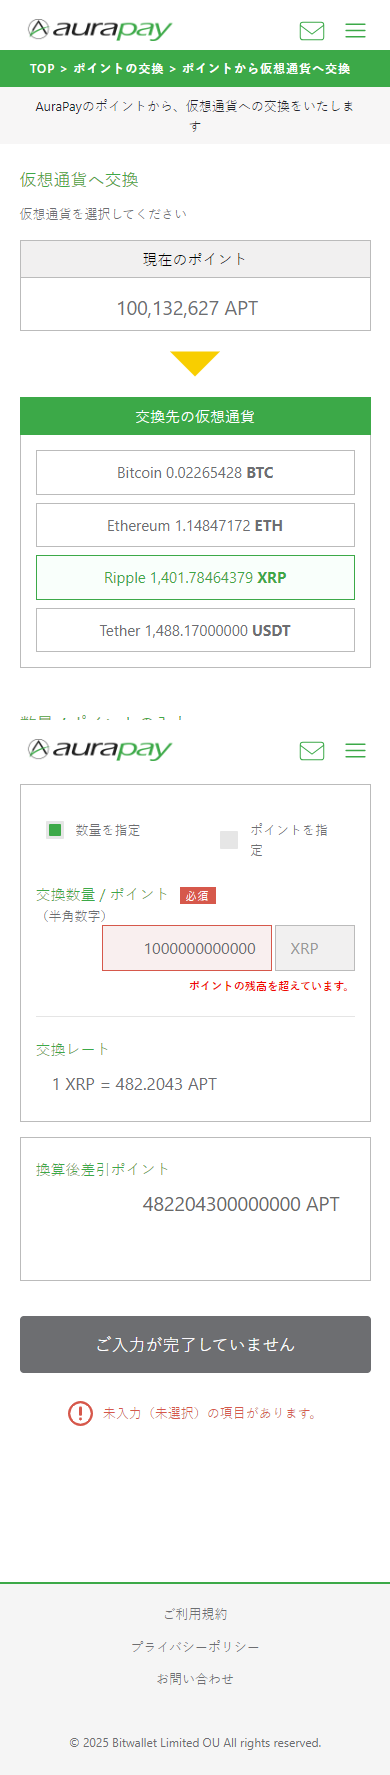 aurapay
TOP > ポイントの交換 > ポイントから仮想通貨へ交換
AuraPayのポイントから、仮想通貨への交換をいたしま
す
仮想通貨へ交換
仮想通貨を選択してください
現在のポイント
100,132,627 APT
交換先の仮想通貨
Bitcoin 0.02265428 BTC
Ethereum 1.14847172 ETH
Ripple 1,401.78464379 XRP
Tether 1,488.17000000 USDT
aurapay
数量を指定
ポイントを指
定
交換数量 / ポイント 必須
（半角数字）
1000000000000 XRP
ポイントの残高を超えています。
交換レート
1 XRP = 482.2043 APT
換算後差引ポイント
482204300000000 APT
ご入力が完了していません
未入力（未選択）の項目があります。
ご利用規約
プライバシーポリシー
お問い合わせ
© 2025 Bitwallet Limited OU All rights reserved.